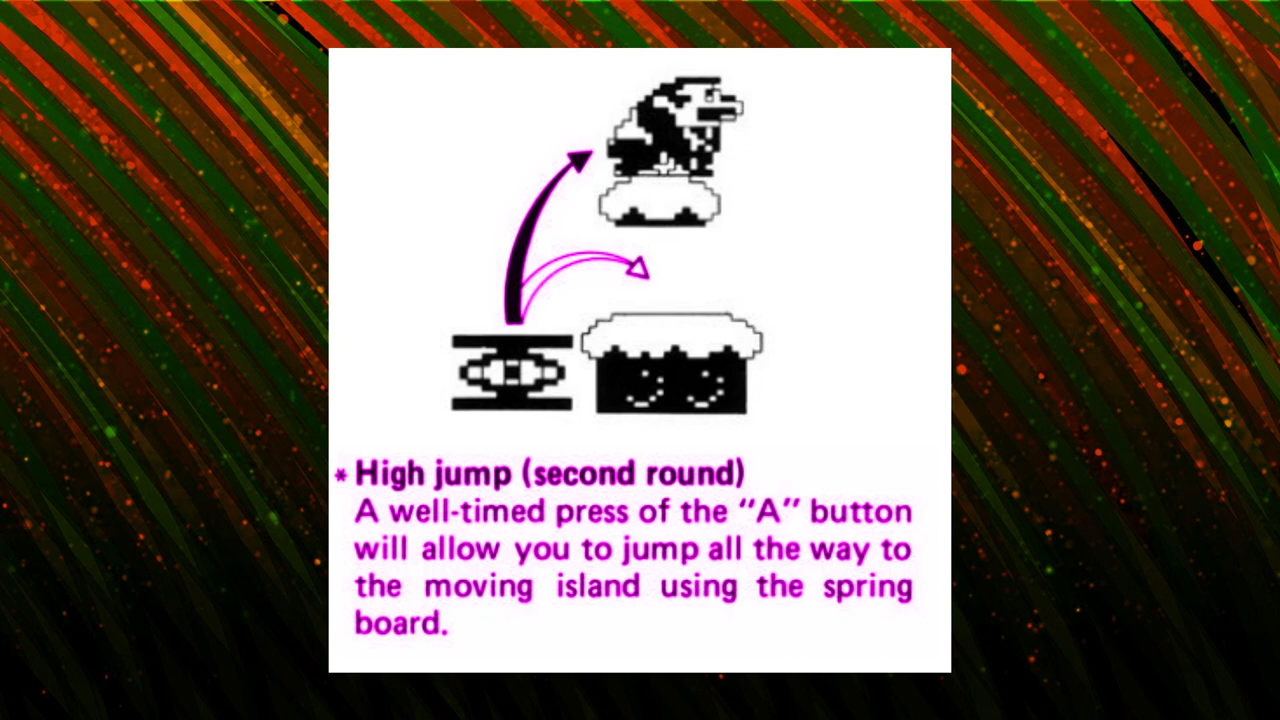 * High jump (second round)
A well-timed press of the “A” button
will allow you to jump all the way to
the moving island using the spring
board.